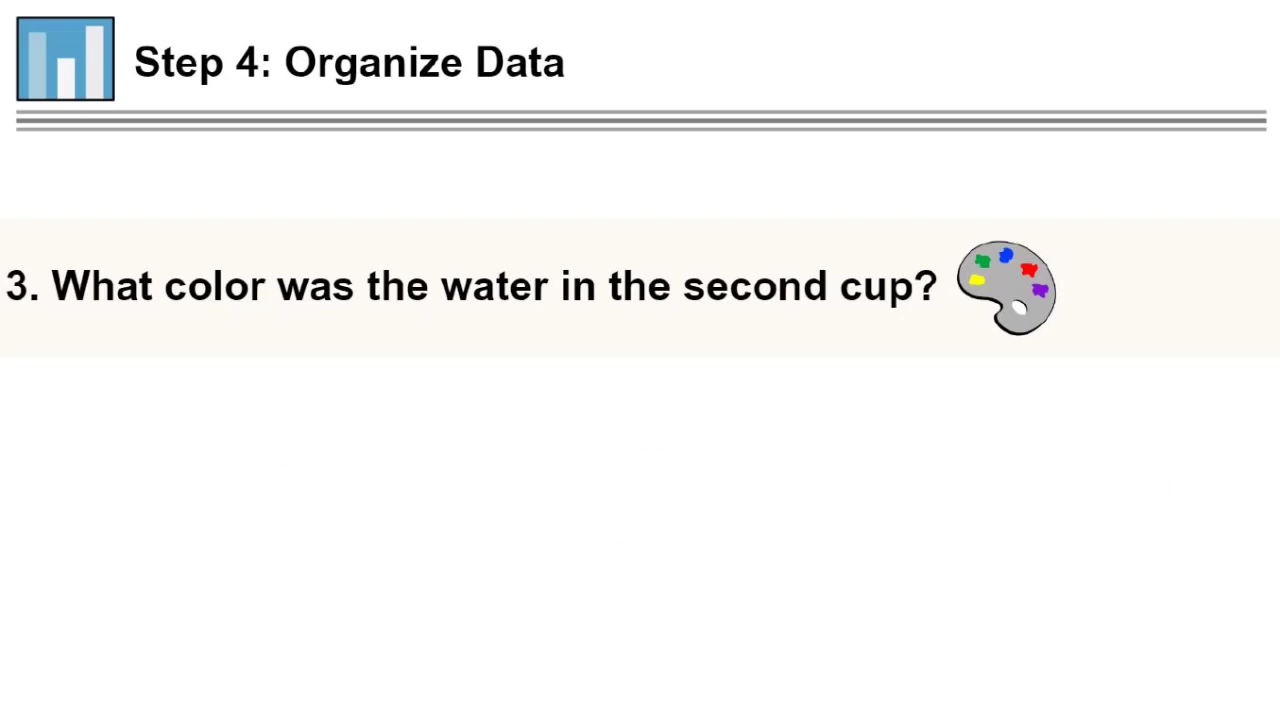 Step 4: Organize Data
3. What color was the water in the second cup?